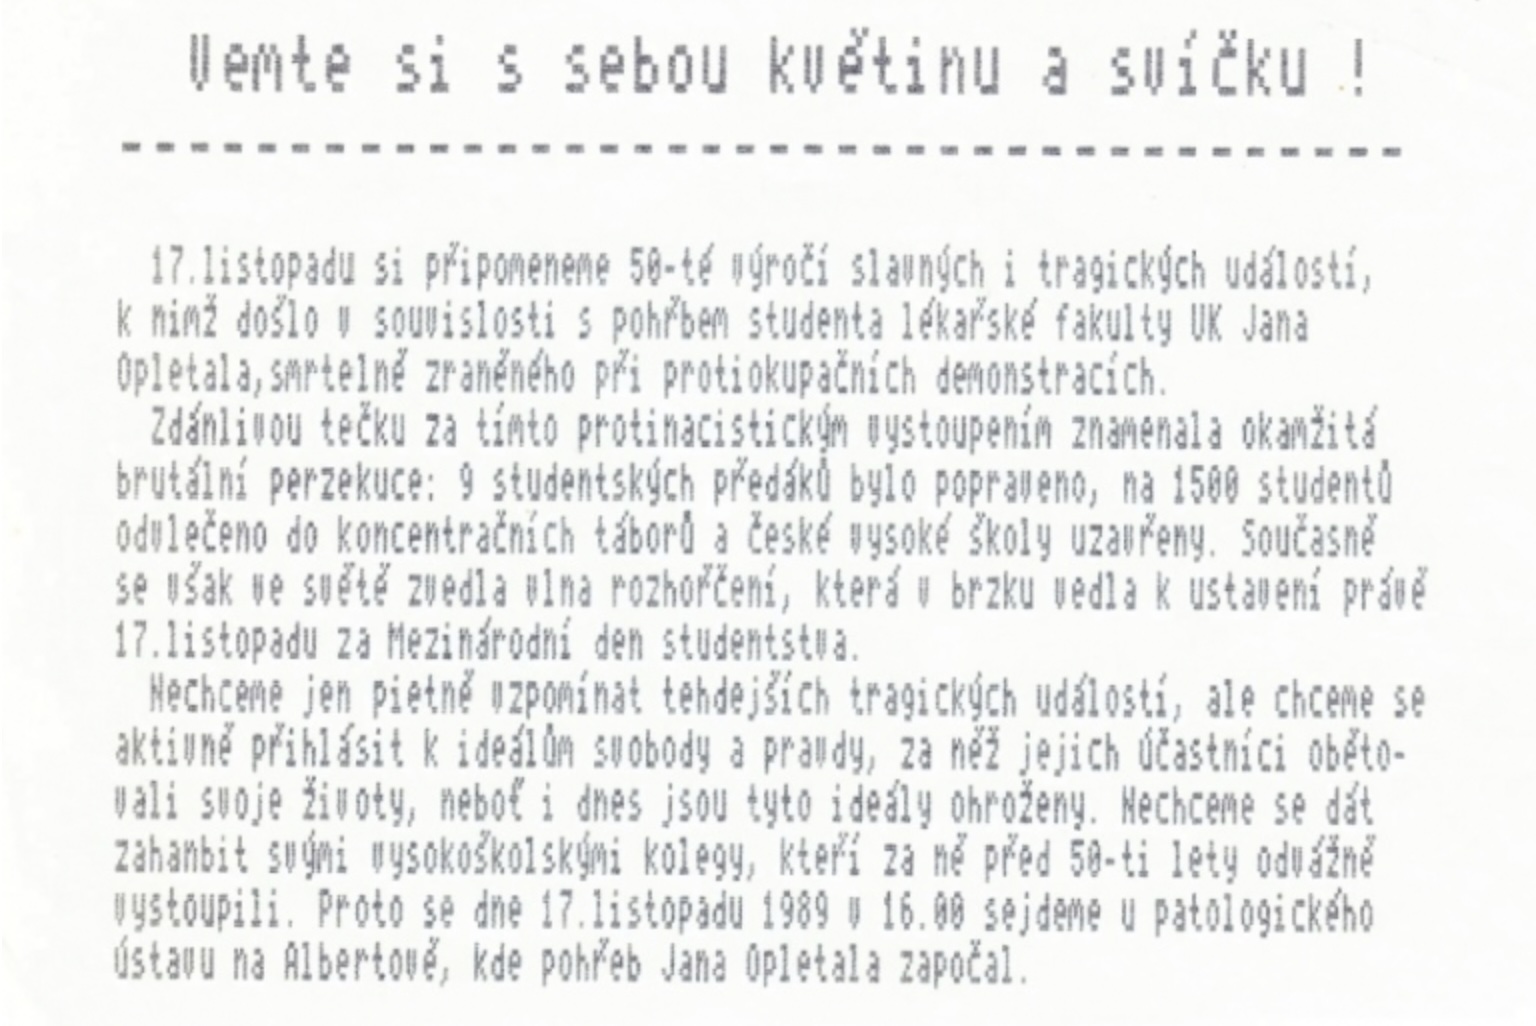 Vemte si s sebou květinu a svíčku !
--------------------------------------
17.listopadu si připomeneme 50-té výročí slavných i tragických událostí,
k nimž došlo v souvislosti s pohřbem studenta lékařské fakulty UK Jana
Opletala,smrtelně zraněného při protiokupačních demonstracích.
Zdánlivou tečku za tímto protinacistickým vystoupením znamenala okamžitá
brutální perzekuce: 9 studentských předáků bylo popraveno, na 1500 studentů
odvlečeno do koncentračních táborů a české vysoké školy uzavřeny. Současně
se však ve světě zvedla vlna rozhořčení, která v brzku vedla k ustavení právě
17.listopadu za Mezinárodní den studentstva.
Nechceme jen pietně vzpomínat tehdejších tragických událostí, ale chceme se
aktivně přihlásit k ideálům svobody a pravdy, za něž jejich účastníci oběto-
vali svoje životy, neboť i dnes jsou tyto ideály ohroženy. Nechceme se dát
zahanbit svými vysokoškolskými kolegy, kteří za ně před 50-ti lety odvážně
vystoupili. Proto se dne 17.listopadu 1989 v 16.00 sejdeme u patologického
ústavu na Albertově, kde pohřeb Jana Opletala započal.